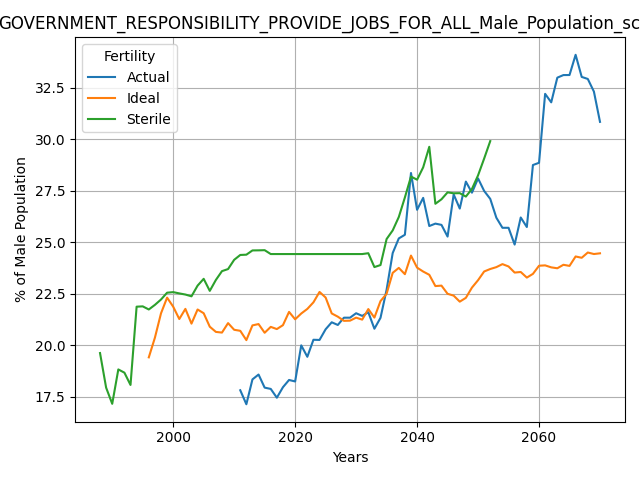 GOVERNMENT_RESPONSIBILITY_PROVIDE_JOBS_FOR_ALL_Male_Population_sc
Fertility
Actual
Ideal
Sterile
32.5
30.0
27.5
25.0
22.5
20.0
17.5
% of Male Population
2000
2020
2040
2060
Years